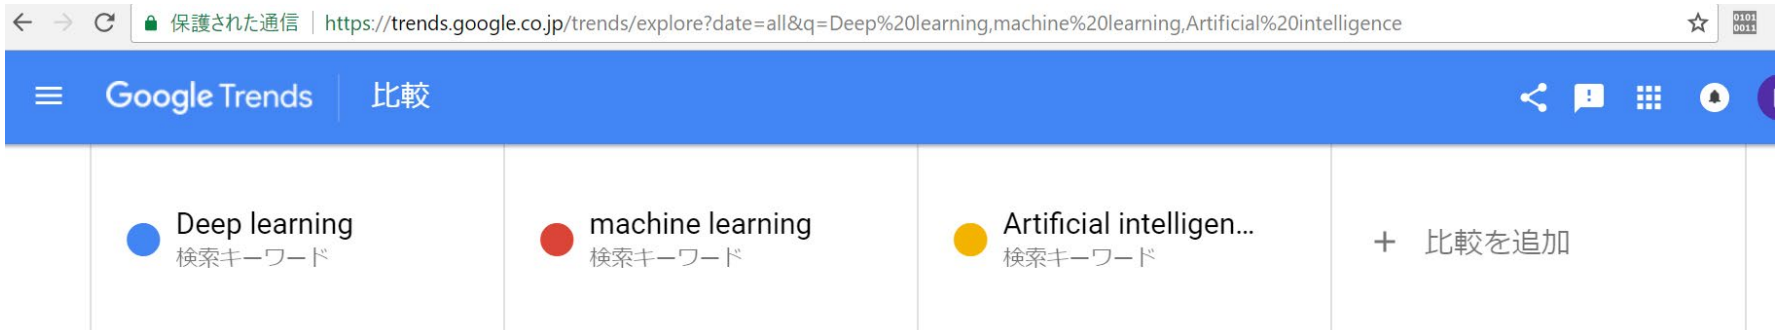 保護された通信 | https://trends.google.co.jp/trends/explore?date=all&q=Deep%20learning,machine%20learning,Artificial%20intelligence
0101
0011
Google Trends 比較
Deep learning
検索キーワード
machine learning
検索キーワード
Artificial intelligen...
検索キーワード
+ 比較を追加